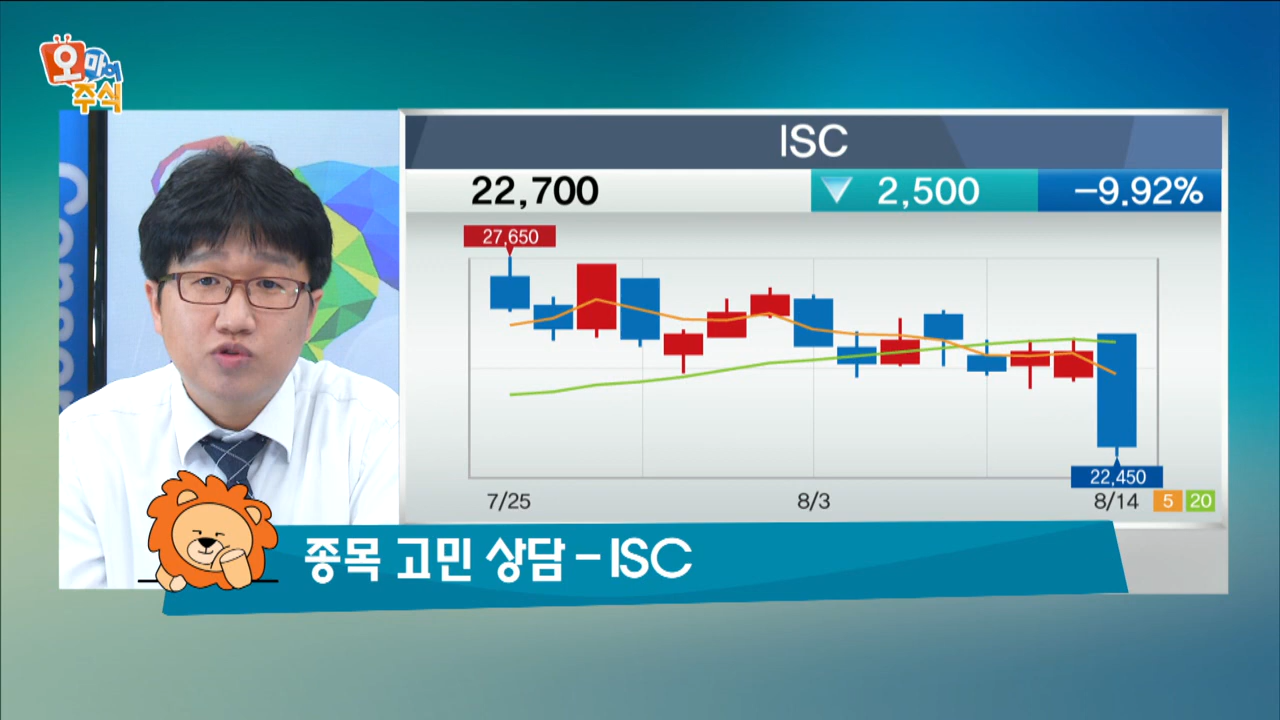 오마이
주식
ISC
22,700 ▼ 2,500 -9.92%
27,650
22,450
7/25 8/3 8/14 5 20
종목 고민 상담 - ISC